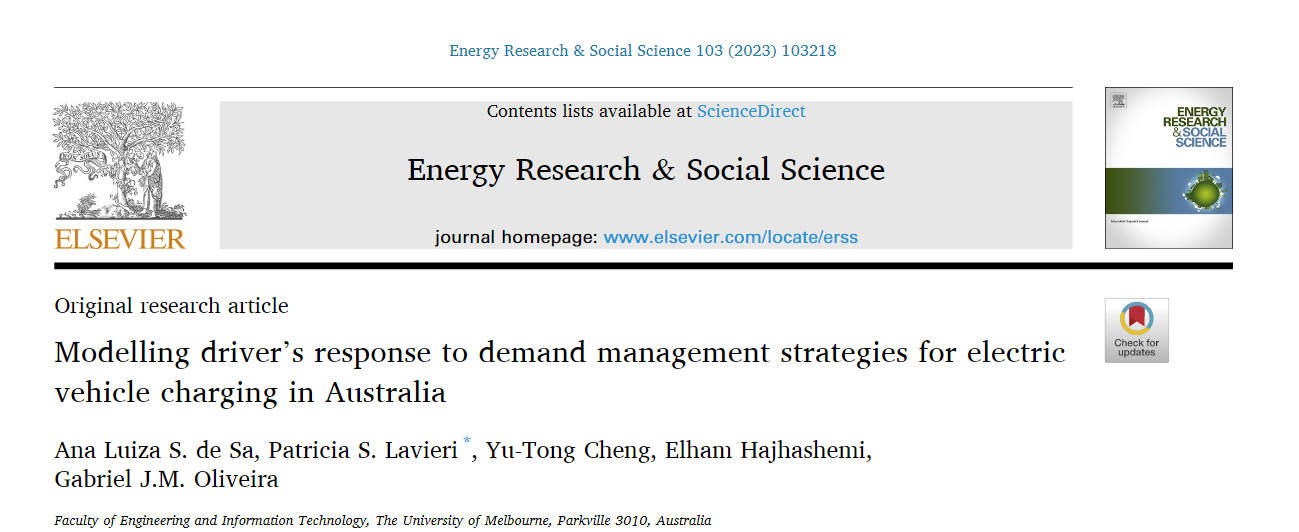 Energy Research & Social Science 103 (2023) 103218
Contents lists available at ScienceDirect
Energy Research & Social Science
journal homepage: www.elsevier.com/locate/erss
ELSEVIER
ENERGY
RESEARCH
& SOCIAL
SCIENCE
Original research article
Modelling driver’s response to demand management strategies for electric
vehicle charging in Australia
Check for
updates
Ana Luiza S. de Sa, Patricia S. Lavieri *, Yu-Tong Cheng, Elham Hajhashemi,
Gabriel J.M. Oliveira
Faculty of Engineering and Information Technology, The University of Melbourne, Parkville 3010, Australia